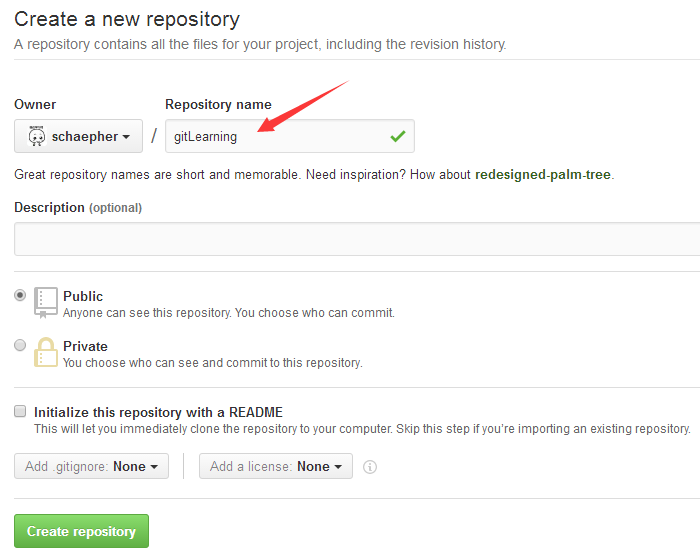 Create a new repository
A repository contains all the files for your project, including the revision history.
Owner Repository name
schaepher / gitLearning
Great repository names are short and memorable. Need inspiration? How about redesigned-palm-tree.
Description (optional)
Public
Anyone can see this repository. You choose who can commit.
Private
You choose who can see and commit to this repository.
Initialize this repository with a README
This will let you immediately clone the repository to your computer. Skip this step if you're importing an existing repository.
Add .gitignore: None Add a license: None
Create repository